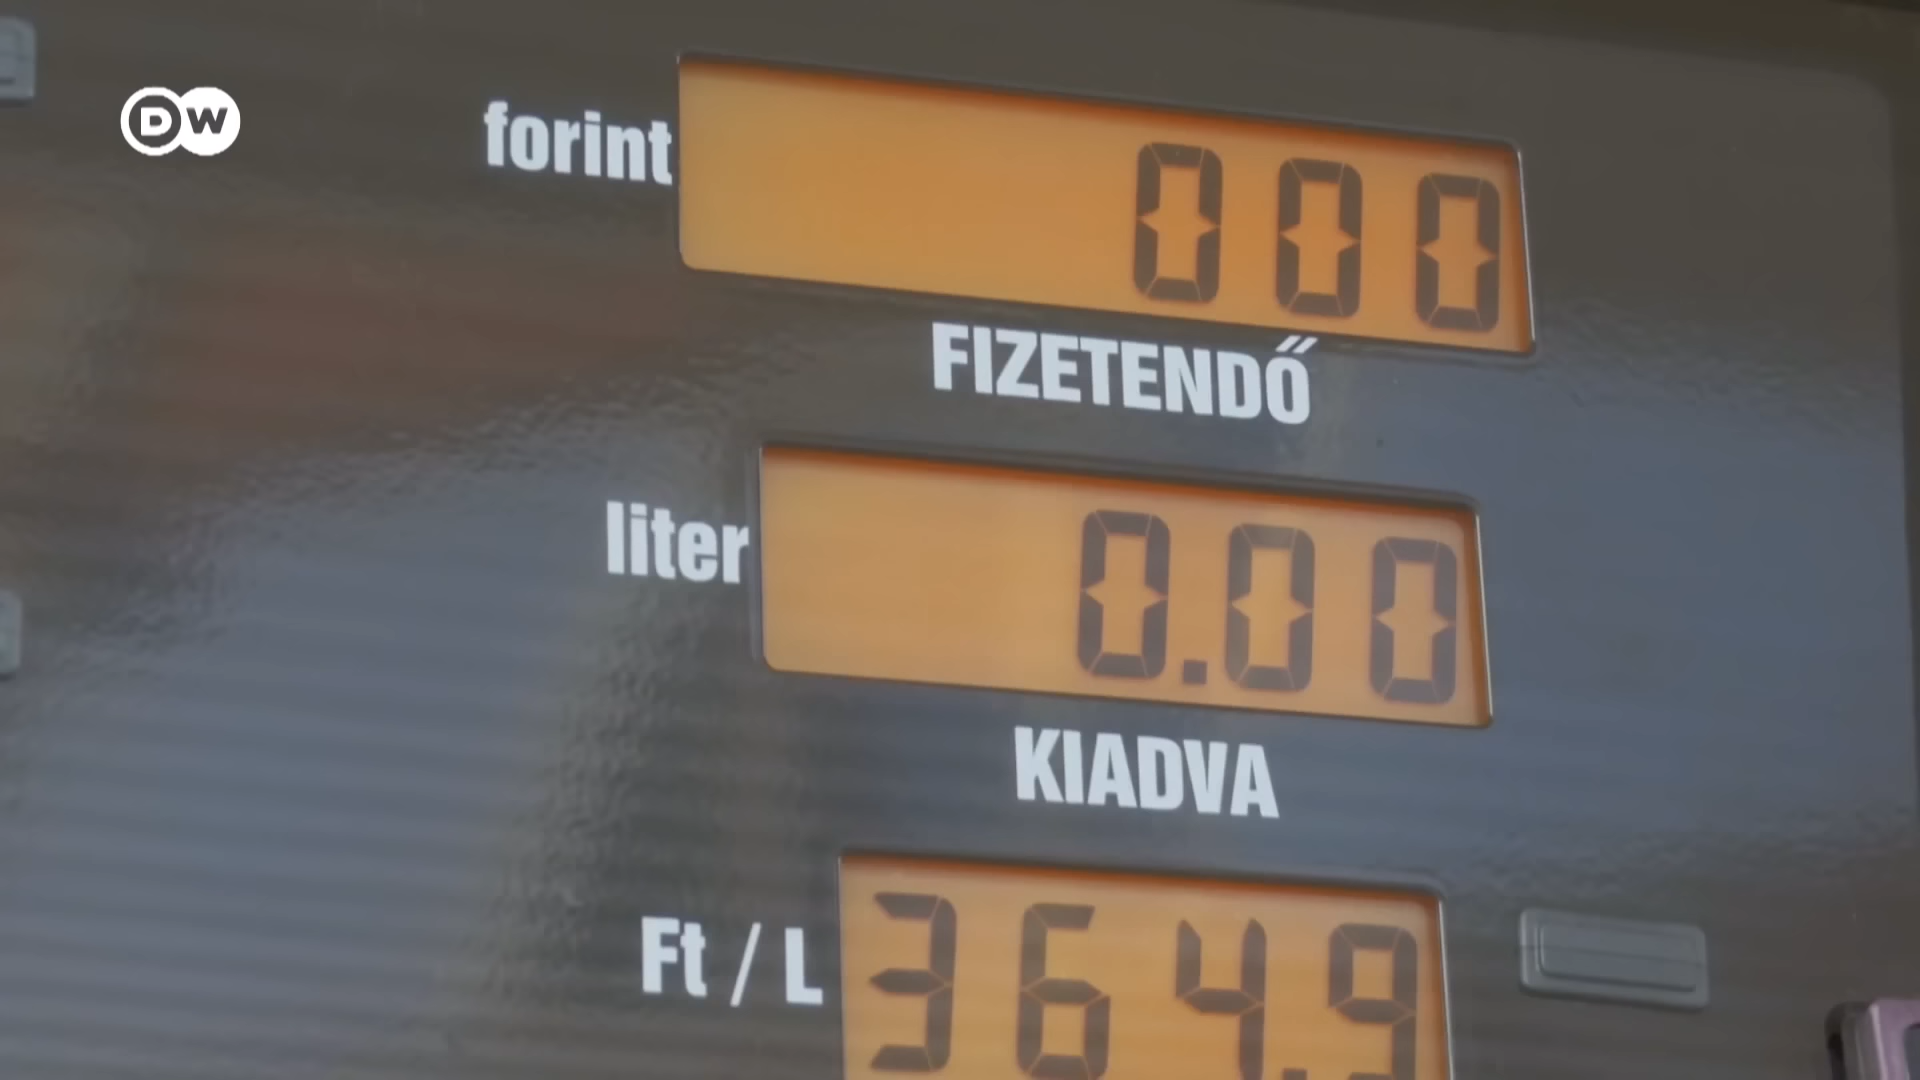 DW
forint 000
FIZETENDŐ
liter 0.00
KIADVA
Ft / L 364.9